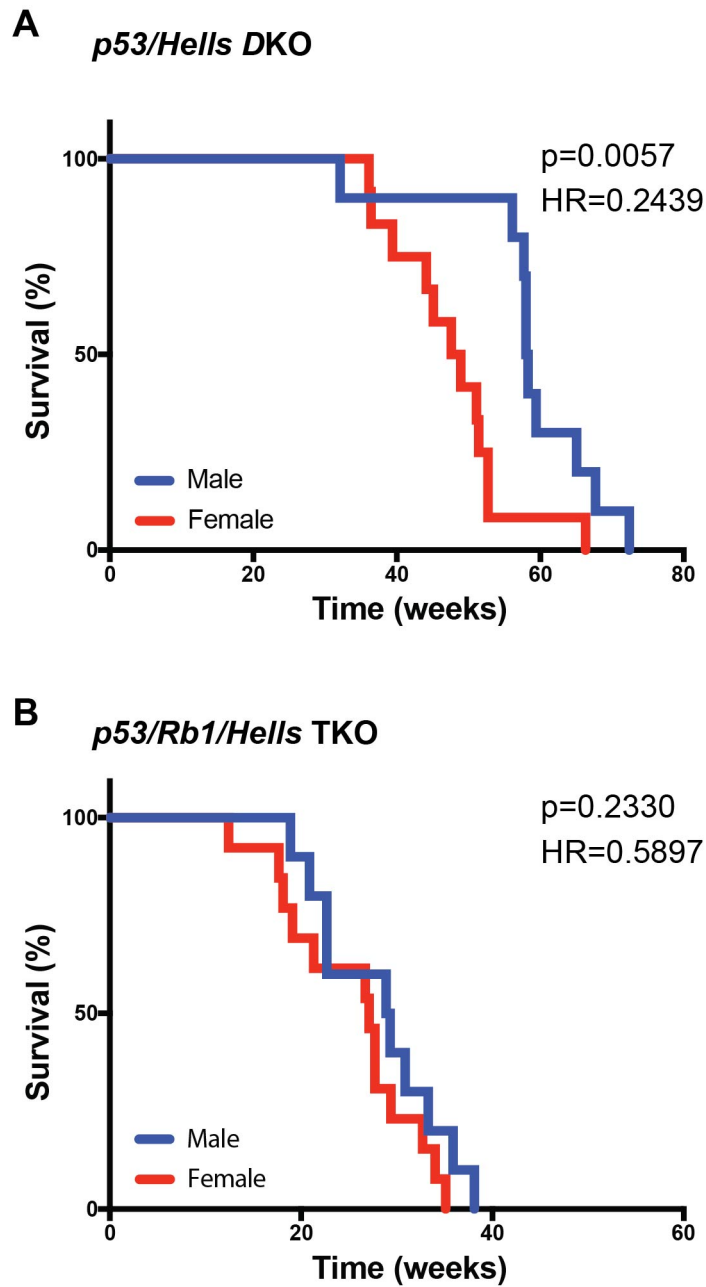 A
p53/Hells DKO
p=0.0057
HR=0.2439
100
50
0
Survival (%)
Male
Female
0 20 40 60 80
Time (weeks)
B
p53/Rb1/Hells TKO
p=0.2330
HR=0.5897
100
50
0
Survival (%)
Male
Female
0 20 40 60
Time (weeks)